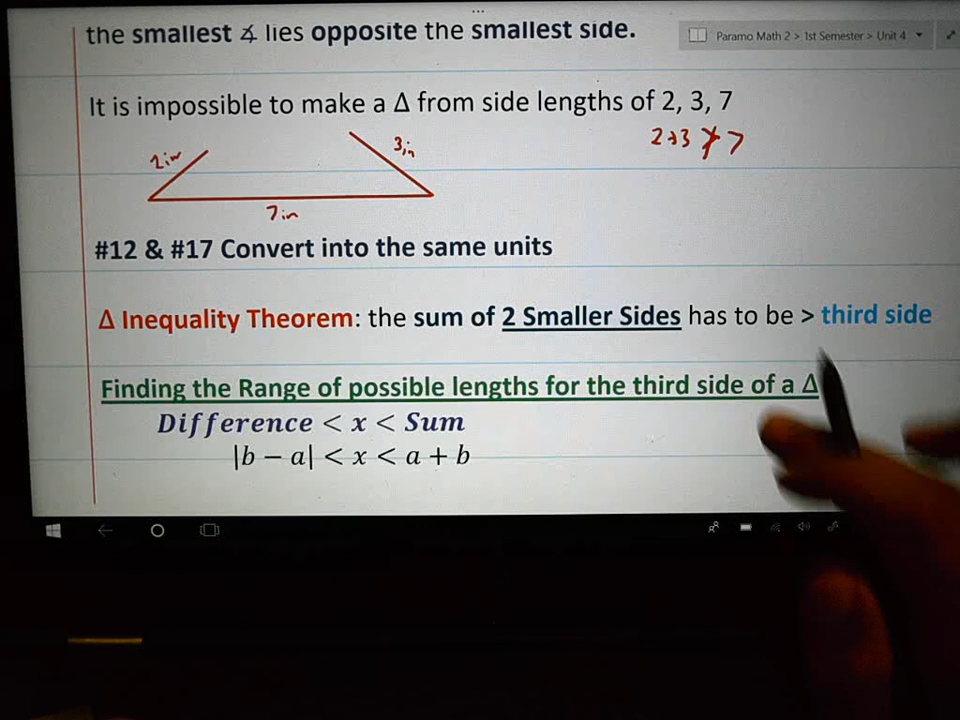 the smallest ∡ lies opposite the smallest side.
Paramo Math 2 > 1st Semester > Unit 4
It is impossible to make a Δ from side lengths of 2, 3, 7
2+3 ≯ 7
2in
3in
7in
#12 & #17 Convert into the same units
Δ Inequality Theorem: the sum of 2 Smaller Sides has to be > third side
Finding the Range of possible lengths for the third side of a Δ
Difference < x < Sum
|b − a| < x < a + b